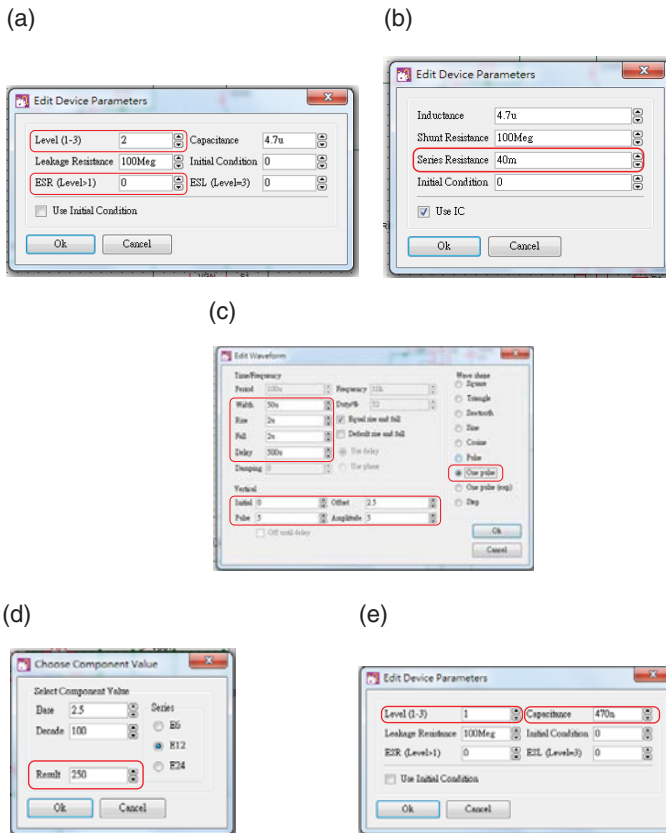 (a)
Edit Device Parameters
Level (1-3) 2 Capacitance 4.7u
Leakage Resistance 100Meg Initial Condition 0
ESR (Level>1) 0 ESL (Level=3) 0
Use Initial Condition
Ok Cancel
(b)
Edit Device Parameters
Inductance 4.7u
Shunt Resistance 100Meg
Series Resistance 40m
Initial Condition 0
Use IC
Ok Cancel
(c)
Edit Waveform
Time/Frequency
Period 100u Frequency 10k
Width 50u Duty/%
Rise 2u Equal rise and fall
Fall 2u Default rise and fall
Delay 500u Use delay
Damping 0 Use phase
Vertical
Initial 0 Offset 2.5
Pulse 5 Amplitude 5
Off until delay
Wave shape
Square
Triangle
Sawtooth
Sine
Cosine
Pulse
One pulse
One pulse (exp)
Step
Ok
Cancel
(d)
Choose Component Value
Select Component Value
Base 2.5
Decade 100
Result 250
Series
E6
E12
E24
Ok Cancel
(e)
Edit Device Parameters
Level (1-3) 1 Capacitance 470n
Leakage Resistance 100Meg Initial Condition 0
ESR (Level>1) 0 ESL (Level=3) 0
Use Initial Condition
Ok Cancel